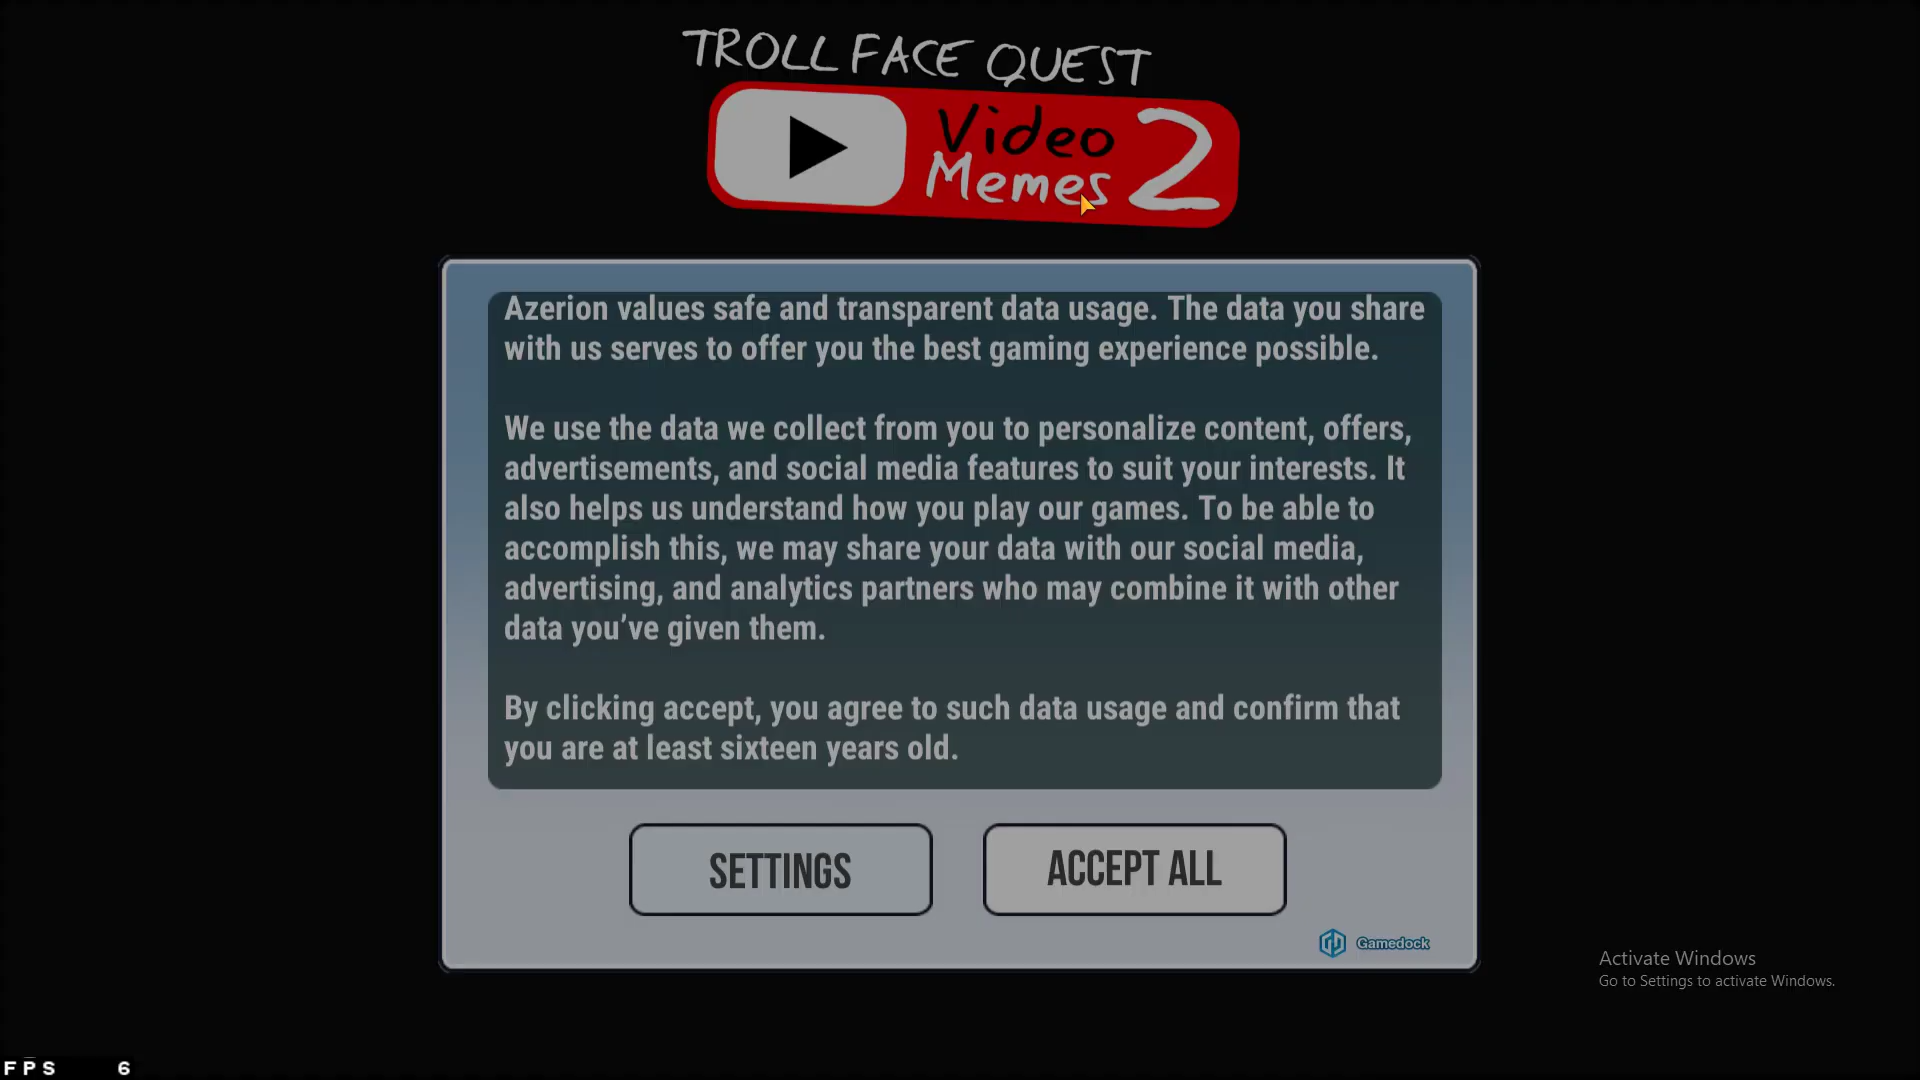 TROLLFACE QUEST
Video
Memes 2
Azerion values safe and transparent data usage. The data you share
with us serves to offer you the best gaming experience possible.
We use the data we collect from you to personalize content, offers,
advertisements, and social media features to suit your interests. It
also helps us understand how you play our games. To be able to
accomplish this, we may share your data with our social media,
advertising, and analytics partners who may combine it with other
data you’ve given them.
By clicking accept, you agree to such data usage and confirm that
you are at least sixteen years old.
SETTINGS
ACCEPT ALL
Gamedock
Activate Windows
Go to Settings to activate Windows.
FPS 6